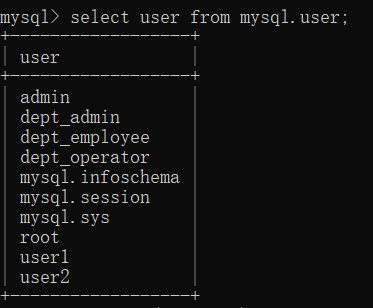 mysql> select user from mysql.user;
+------------------+
| user             |
+------------------+
| admin            |
| dept_admin       |
| dept_employee    |
| dept_operator    |
| mysql.infoschema |
| mysql.session    |
| mysql.sys        |
| root             |
| user1            |
| user2            |
+------------------+